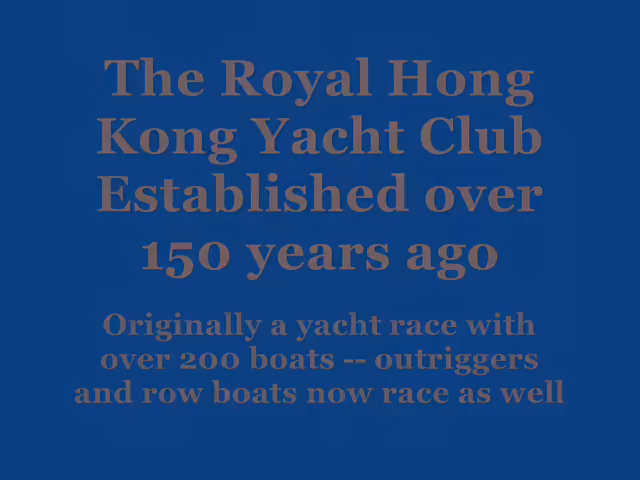 The Royal Hong
Kong Yacht Club
Established over
150 years ago
Originally a yacht race with
over 200 boats -- outriggers
and row boats now race as well